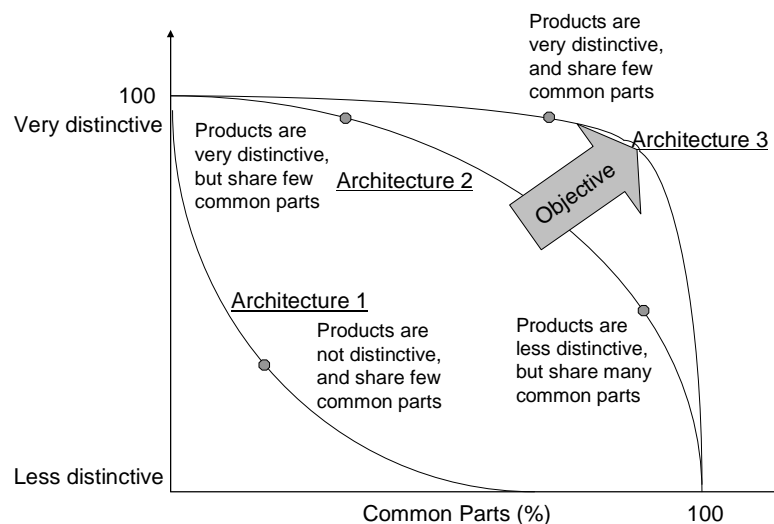 Products are
very distinctive,
and share few
common parts
100
Very distinctive
Products are
very distinctive,
but share few
common parts
Architecture 3
Architecture 2
Objective
Architecture 1
Products are
not distinctive,
and share few
common parts
Products are
less distinctive,
but share many
common parts
Less distinctive
Common Parts (%)
100